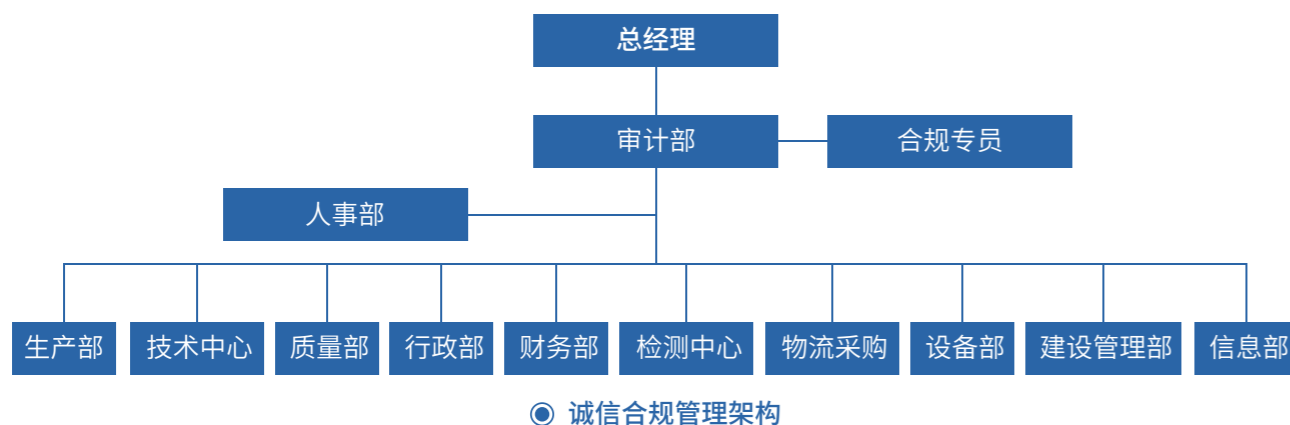 总经理
审计部
合规专员
人事部
生产部
技术中心
质量部
行政部
财务部
检测中心
物流采购
设备部
建设管理部
信息部
诚信合规管理架构